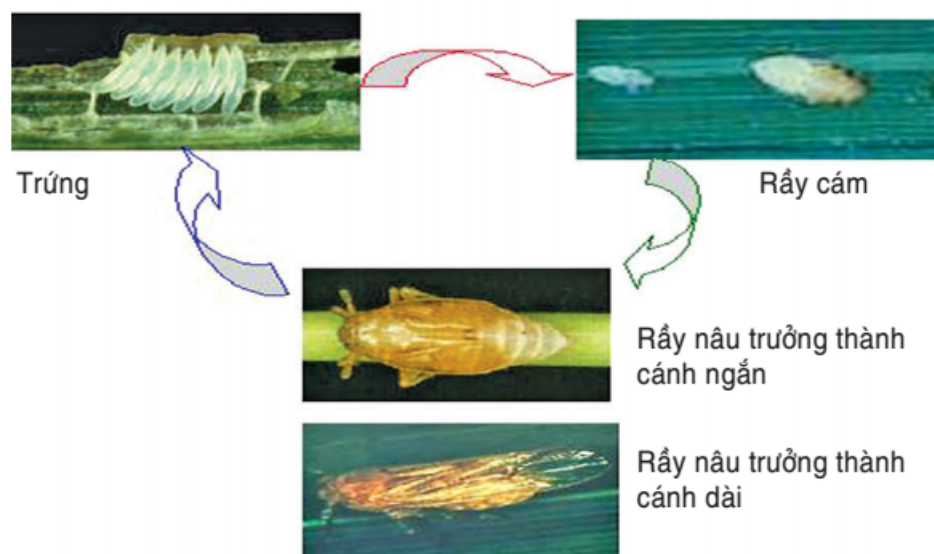 Trứng
Rầy cám
Rầy nâu trưởng thành
cánh ngắn
Rầy nâu trưởng thành
cánh dài